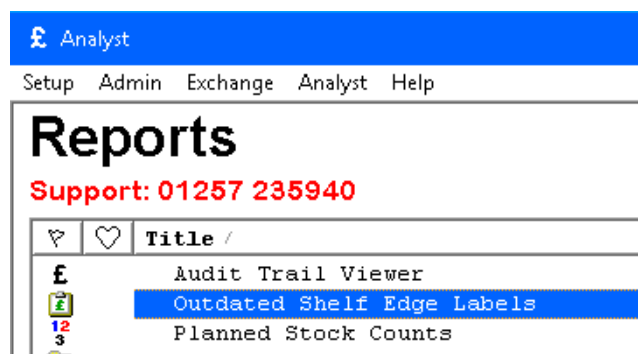 £ Analyst
Setup Admin Exchange Analyst Help
Reports
Support: 01257 235940
Title /
£ Audit Trail Viewer
£ Outdated Shelf Edge Labels
123 Planned Stock Counts